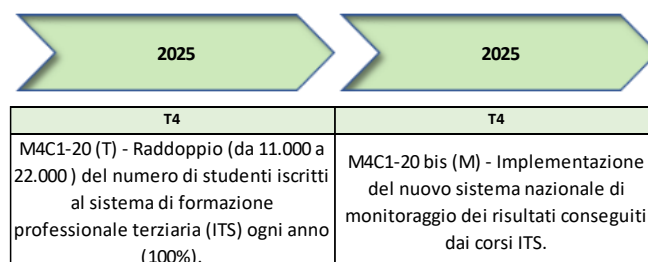 2025
2025
T4
T4
M4C1-20 (T) - Raddoppio (da 11.000 a
22.000 ) del numero di studenti iscritti
al sistema di formazione
professionale terziaria (ITS) ogni anno
(100%).
M4C1-20 bis (M) - Implementazione
del nuovo sistema nazionale di
monitoraggio dei risultati conseguiti
dai corsi ITS.